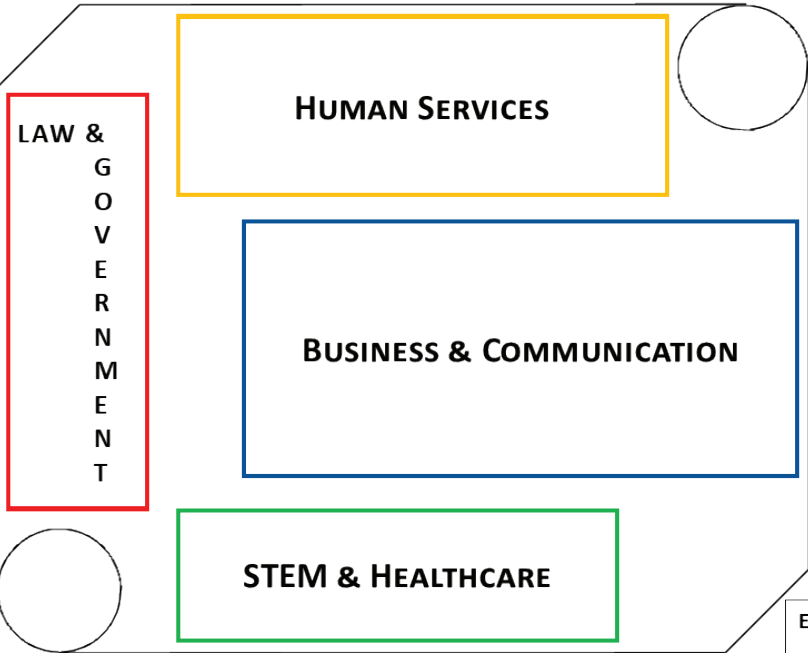 HUMAN SERVICES
LAW &
G
O
V
E
R
N
M
E
N
T
BUSINESS & COMMUNICATION
STEM & HEALTHCARE
E